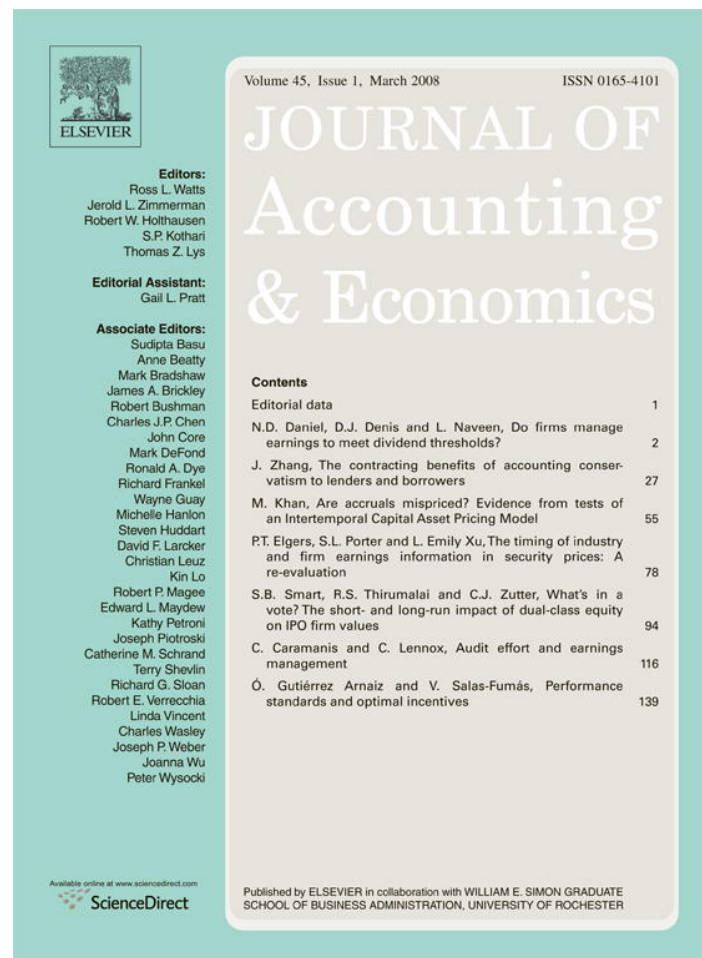 ELSEVIER
Editors:
Ross L. Watts
Jerold L. Zimmerman
Robert W. Holthausen
S.P. Kothari
Thomas Z. Lys
Editorial Assistant:
Gail L. Pratt
Associate Editors:
Sudipta Basu
Anne Beatty
Mark Bradshaw
James A. Brickley
Robert Bushman
Charles J.P. Chen
John Core
Mark DeFond
Ronald A. Dye
Richard Frankel
Wayne Guay
Michelle Hanlon
Steven Huddart
David F. Larcker
Christian Leuz
Kin Lo
Robert P. Magee
Edward L. Maydew
Kathy Petroni
Joseph Piotroski
Catherine M. Schrand
Terry Shevlin
Richard G. Sloan
Robert E. Verrecchia
Linda Vincent
Charles Wasley
Joseph P. Weber
Joanna Wu
Peter Wysocki
Available online at www.sciencedirect.com
ScienceDirect
Volume 45, Issue 1, March 2008 ISSN 0165-4101
JOURNAL OF
Accounting
& Economics
Contents
Editorial data 1
N.D. Daniel, D.J. Denis and L. Naveen, Do firms manage
earnings to meet dividend thresholds? 2
J. Zhang, The contracting benefits of accounting conser-
vatism to lenders and borrowers 27
M. Khan, Are accruals mispriced? Evidence from tests of
an Intertemporal Capital Asset Pricing Model 55
P.T. Elgers, S.L. Porter and L. Emily Xu, The timing of industry
and firm earnings information in security prices: A
re-evaluation 78
S.B. Smart, R.S. Thirumalai and C.J. Zutter, What's in a
vote? The short- and long-run impact of dual-class equity
on IPO firm values 94
C. Caramanis and C. Lennox, Audit effort and earnings
management 116
Ó. Gutiérrez Arnaiz and V. Salas-Fumás, Performance
standards and optimal incentives 139
Published by ELSEVIER in collaboration with WILLIAM E. SIMON GRADUATE
SCHOOL OF BUSINESS ADMINISTRATION, UNIVERSITY OF ROCHESTER